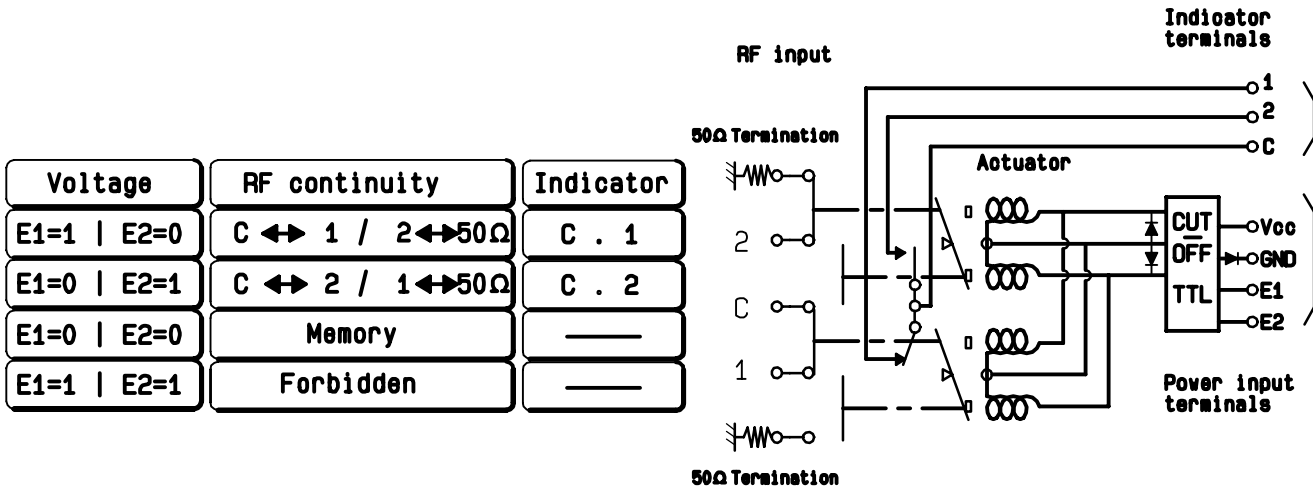 Voltage RF continuity Indicator
E1=1 | E2=0 C ↔ 1 / 2↔50Ω C . 1
E1=0 | E2=1 C ↔ 2 / 1↔50Ω C . 2
E1=0 | E2=0 Memory ——
E1=1 | E2=1 Forbidden ——
RF input
Indicator
terminals
1
2
C
50Ω Termination
Actuator
2
C
1
50Ω Termination
CUT
OFF
TTL
Vcc
GND
E1
E2
Power input
terminals